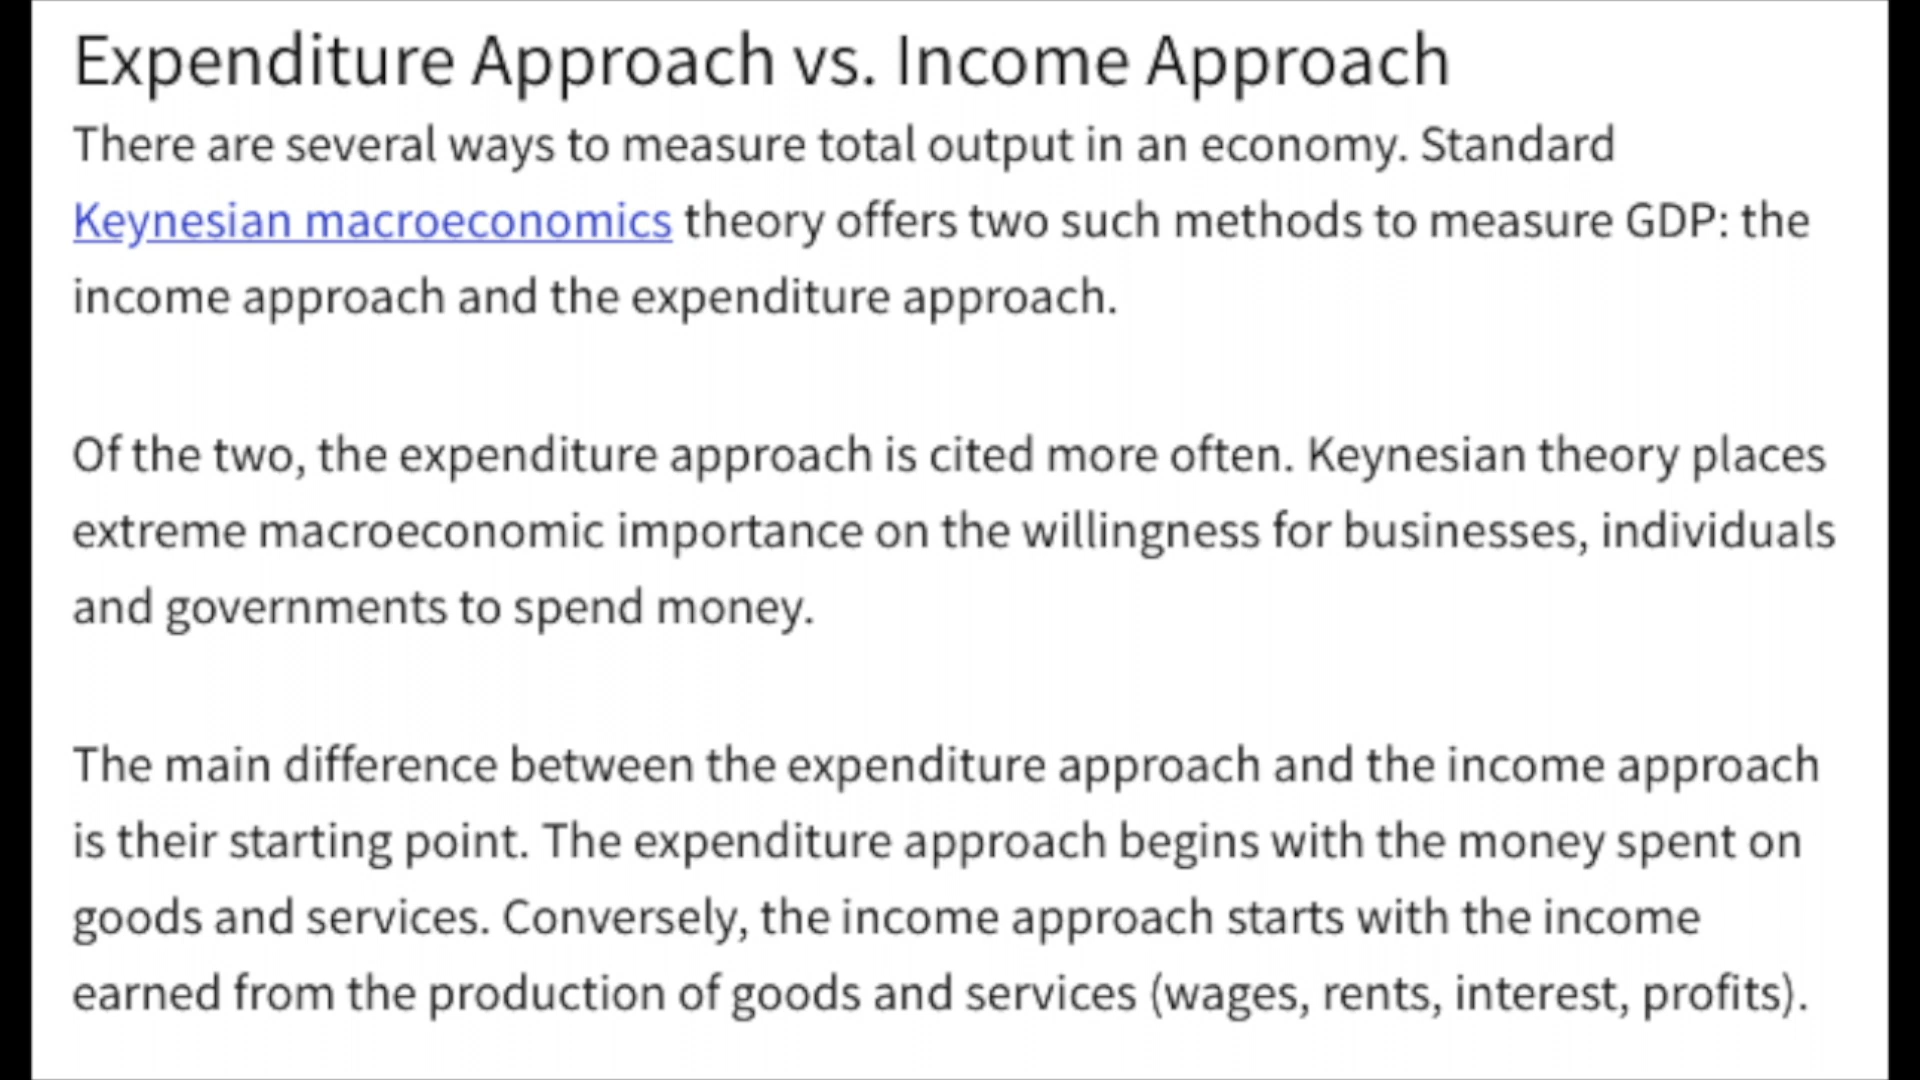 Expenditure Approach vs. Income Approach
There are several ways to measure total output in an economy. Standard
Keynesian macroeconomics theory offers two such methods to measure GDP: the
income approach and the expenditure approach.
Of the two, the expenditure approach is cited more often. Keynesian theory places
extreme macroeconomic importance on the willingness for businesses, individuals
and governments to spend money.
The main difference between the expenditure approach and the income approach
is their starting point. The expenditure approach begins with the money spent on
goods and services. Conversely, the income approach starts with the income
earned from the production of goods and services (wages, rents, interest, profits).